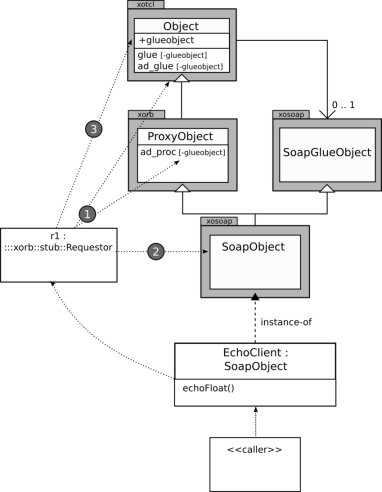 xotcl
Object
+glueobject
glue [-glueobject]
ad_glue [-glueobject]
0 .. 1
3
xorb
ProxyObject
ad_proc [-glueobject]
xosoap
SoapGlueObject
1
r1 :
:::xorb::stub::Requestor
2
xosoap
SoapObject
instance-of
EchoClient :
SoapObject
echoFloat()
<<caller>>